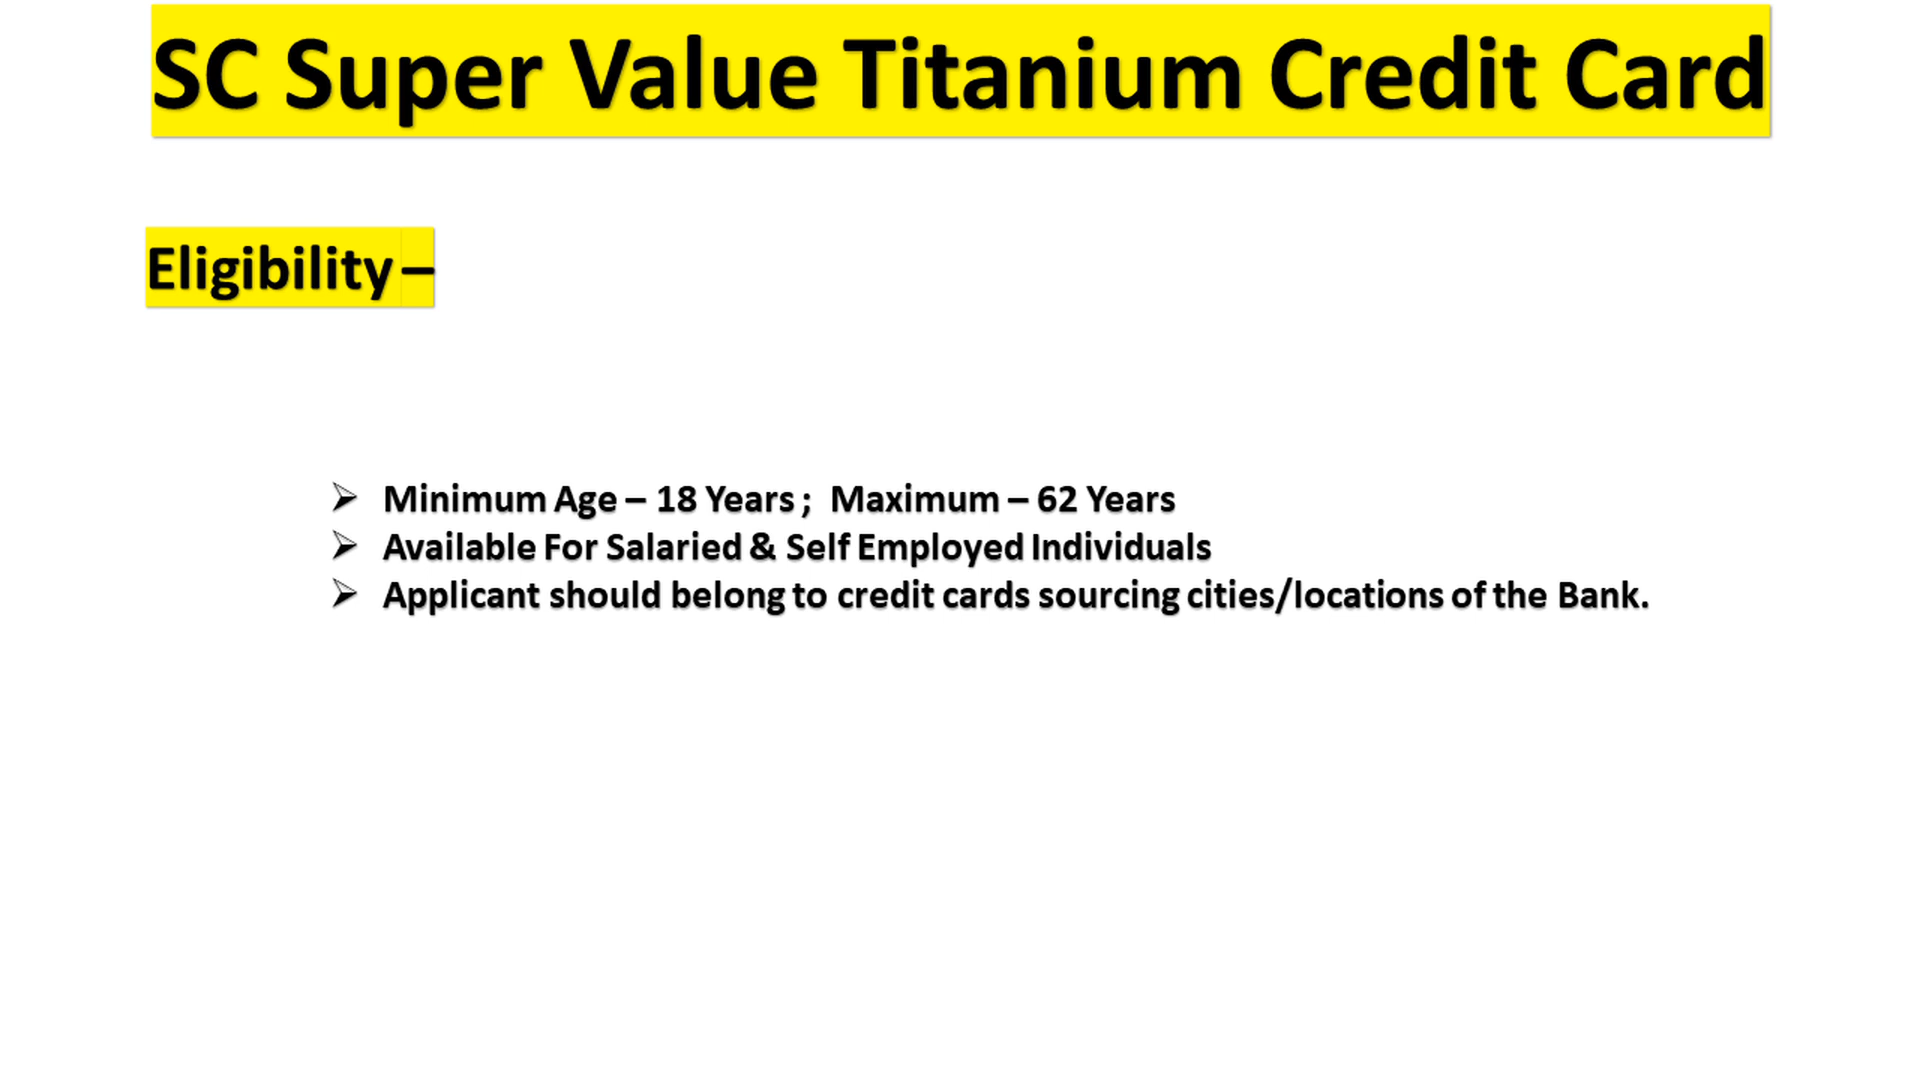 SC Super Value Titanium Credit Card
Eligibility –
➢ Minimum Age – 18 Years ; Maximum – 62 Years
➢ Available For Salaried & Self Employed Individuals
➢ Applicant should belong to credit cards sourcing cities/locations of the Bank.